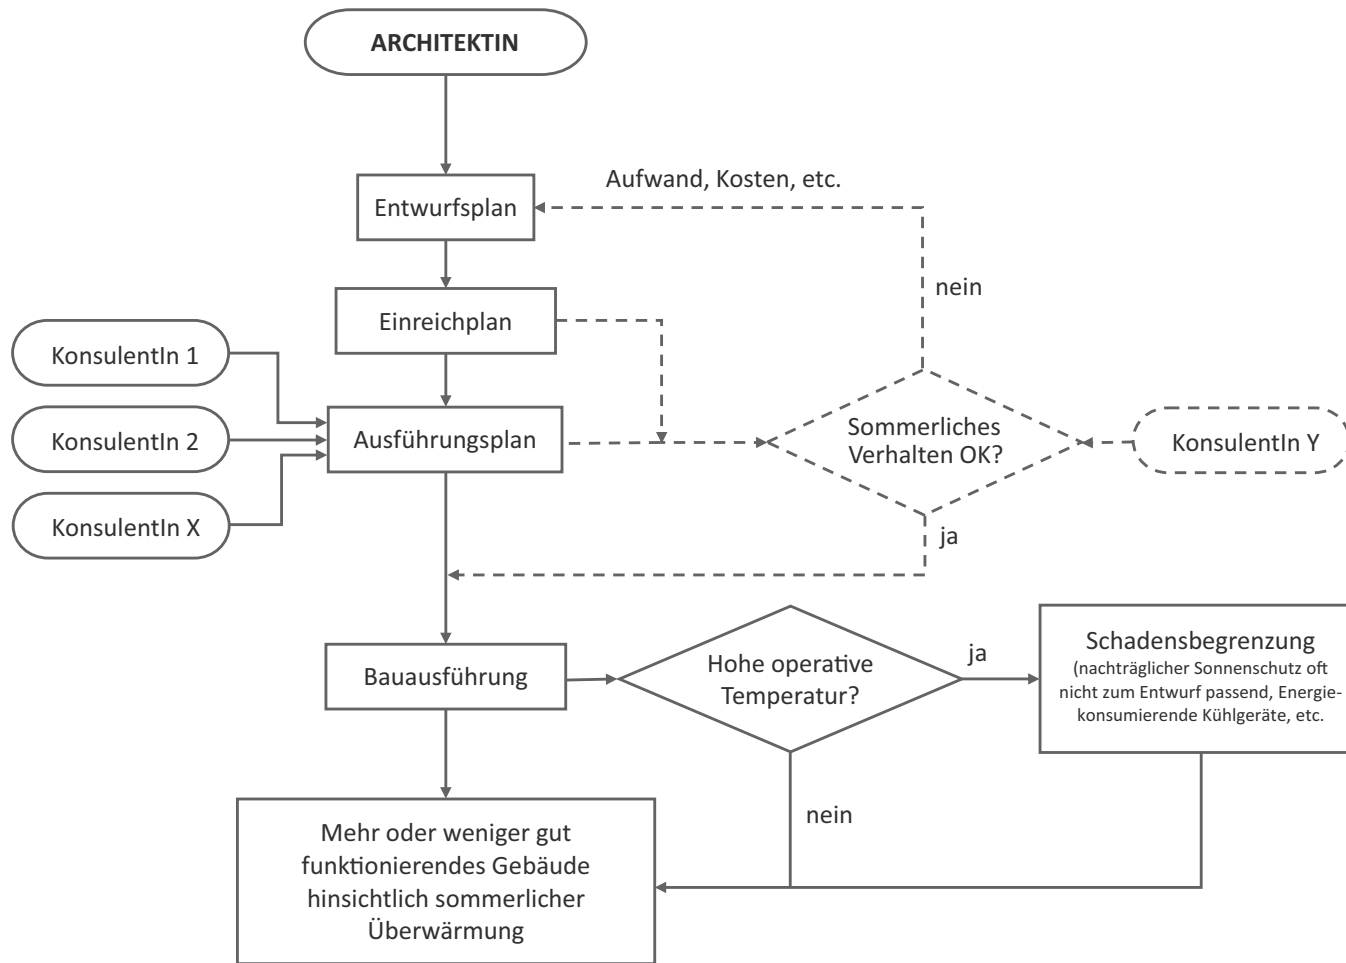 ARCHITEKTIN
Aufwand, Kosten, etc.
Entwurfsplan
nein
Einreichplan
KonsulentIn 1
KonsulentIn 2
KonsulentIn X
Ausführungsplan
Sommerliches
Verhalten OK?
KonsulentIn Y
ja
Bauausführung
Hohe operative
Temperatur?
ja
Schadensbegrenzung
(nachträglicher Sonnenschutz oft
nicht zum Entwurf passend, Energie-
konsumierende Kühlgeräte, etc.
nein
Mehr oder weniger gut
funktionierendes Gebäude
hinsichtlich sommerlicher
Überwärmung